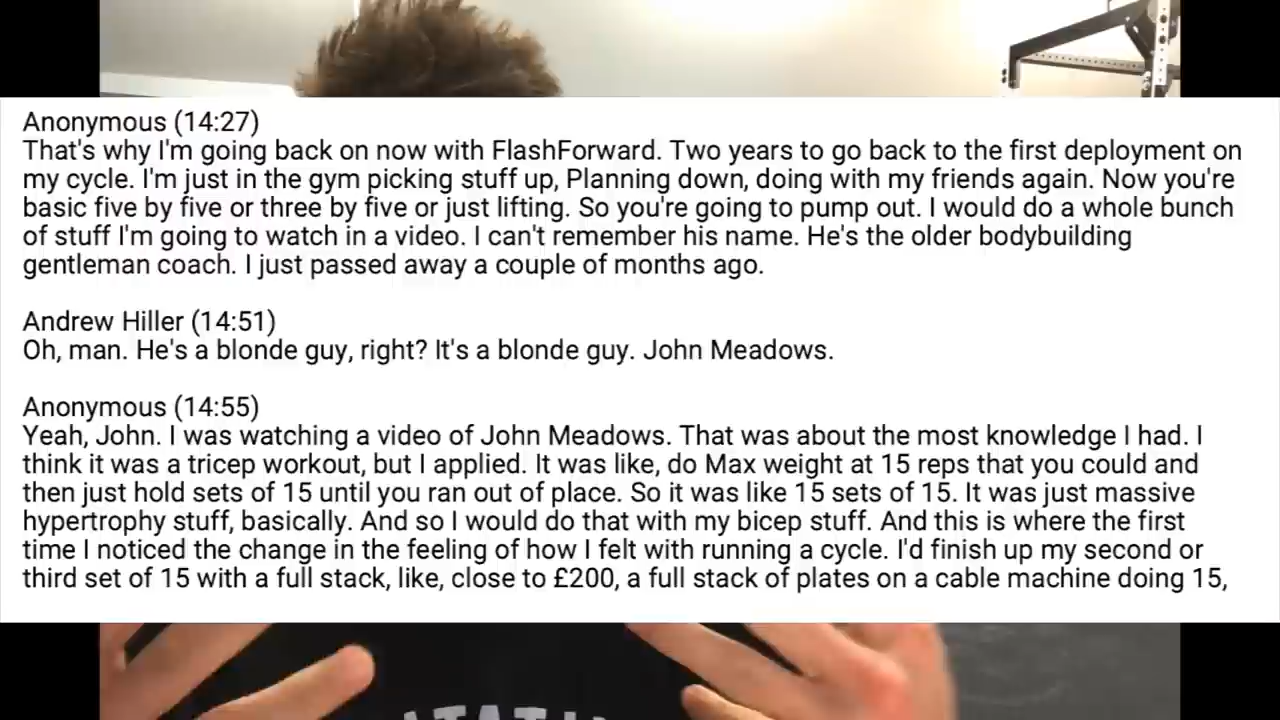 Anonymous (14:27)
That's why I'm going back on now with FlashForward. Two years to go back to the first deployment on
my cycle. I'm just in the gym picking stuff up, Planning down, doing with my friends again. Now you're
basic five by five or three by five or just lifting. So you're going to pump out. I would do a whole bunch
of stuff I'm going to watch in a video. I can't remember his name. He's the older bodybuilding
gentleman coach. I just passed away a couple of months ago.
Andrew Hiller (14:51)
Oh, man. He's a blonde guy, right? It's a blonde guy. John Meadows.
Anonymous (14:55)
Yeah, John. I was watching a video of John Meadows. That was about the most knowledge I had. I
think it was a tricep workout, but I applied. It was like, do Max weight at 15 reps that you could and
then just hold sets of 15 until you ran out of place. So it was like 15 sets of 15. It was just massive
hypertrophy stuff, basically. And so I would do that with my bicep stuff. And this is where the first
time I noticed the change in the feeling of how I felt with running a cycle. I'd finish up my second or
third set of 15 with a full stack, like, close to £200, a full stack of plates on a cable machine doing 15,